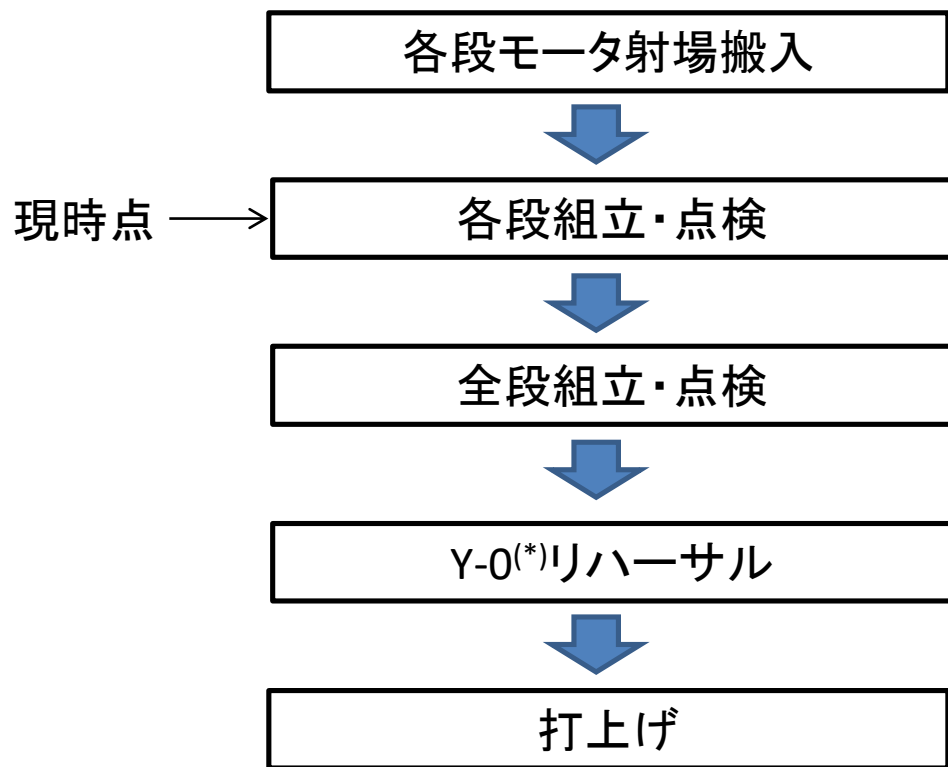 各段モータ射場搬入
現時点
各段組立・点検
全段組立・点検
Y-0(*)リハーサル
打上げ